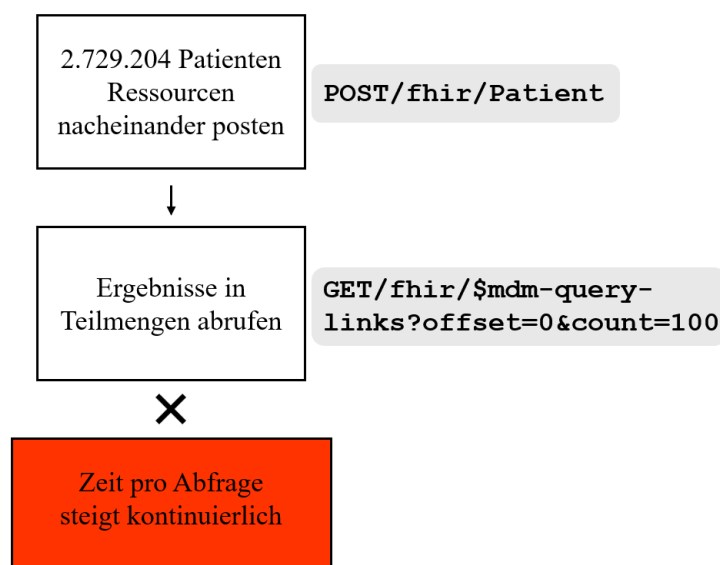 2.729.204 Patienten
Ressourcen
nacheinander posten
POST/fhir/Patient
Ergebnisse in
Teilmengen abrufen
GET/fhir/$mdm-query-
links?offset=0&count=100
Zeit pro Abfrage
steigt kontinuierlich